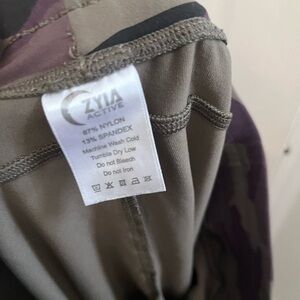 ZYIA
ACTIVE
87% NYLON
13% SPANDEX
Machine Wash Cold
Tumble Dry Low
Do not Bleach
Do not Iron